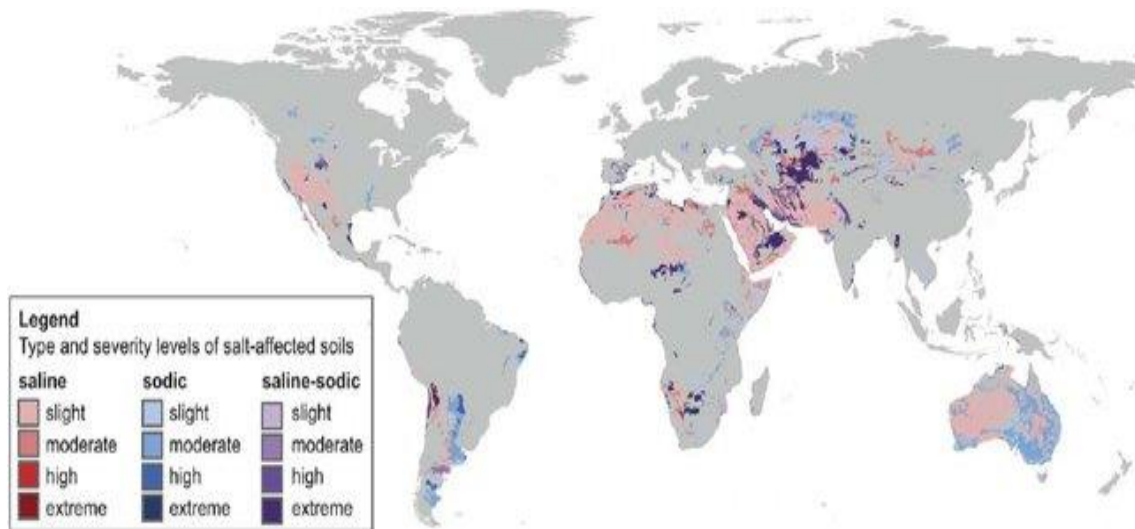 Legend
Type and severity levels of salt-affected soils
saline sodic saline-sodic
slight slight slight
moderate moderate moderate
high high high
extreme extreme extreme